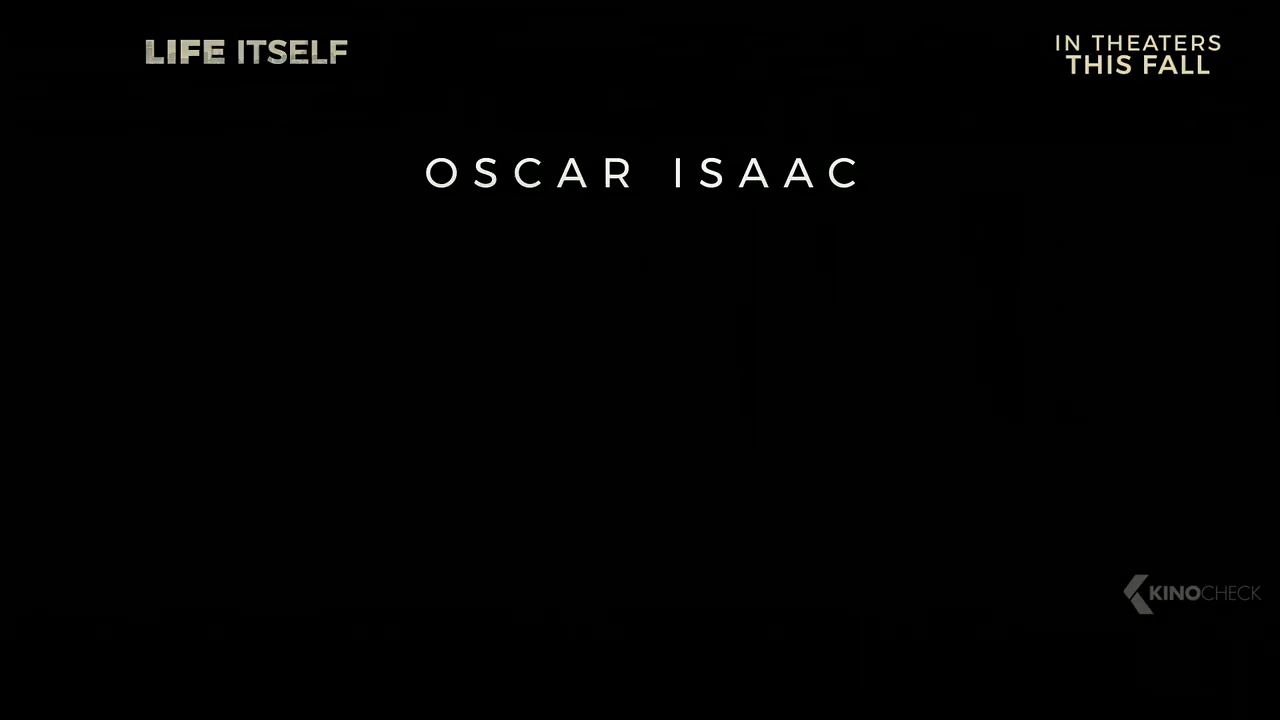 LIFE ITSELF
IN THEATERS
THIS FALL
OSCAR ISAAC
KINOCHECK